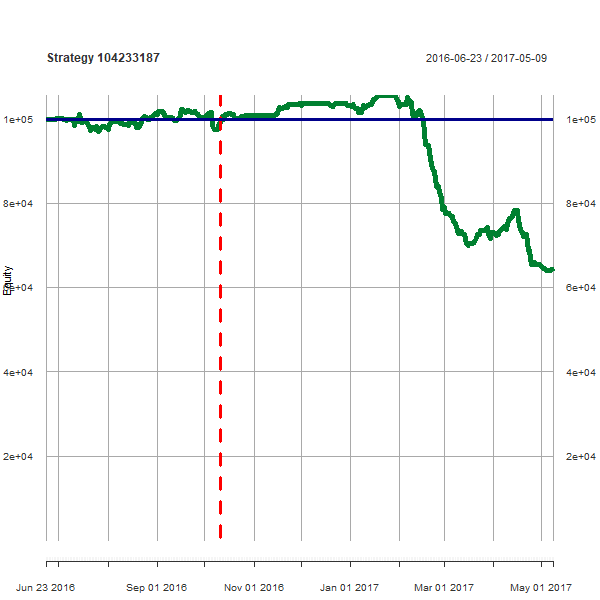 Strategy 104233187
2016-06-23 / 2017-05-09
1e+05
1e+05
8e+04
8e+04
Equity
6e+04
6e+04
4e+04
4e+04
2e+04
2e+04
Jun 23 2016
Sep 01 2016
Nov 01 2016
Jan 01 2017
Mar 01 2017
May 01 2017